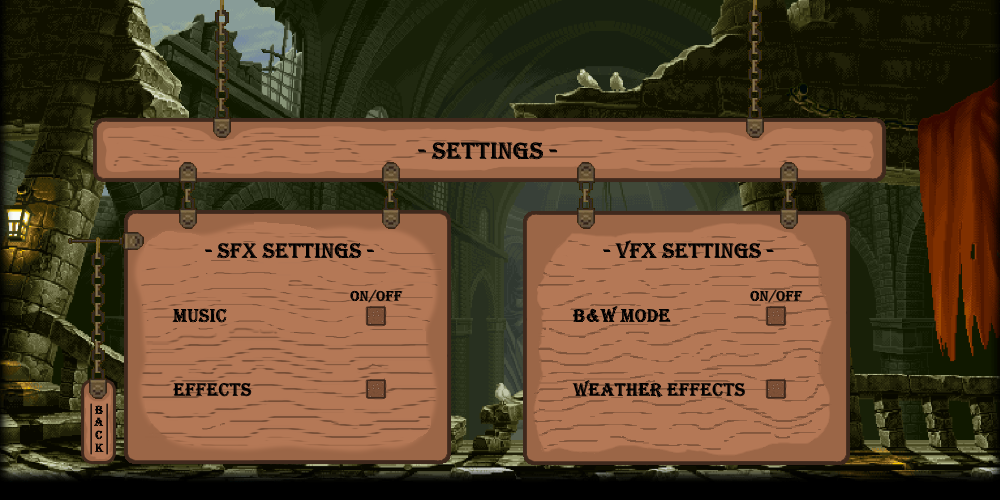 - SETTINGS -
- SFX SETTINGS -
ON/OFF
MUSIC
EFFECTS
- VFX SETTINGS -
ON/OFF
B&W MODE
WEATHER EFFECTS
BACK